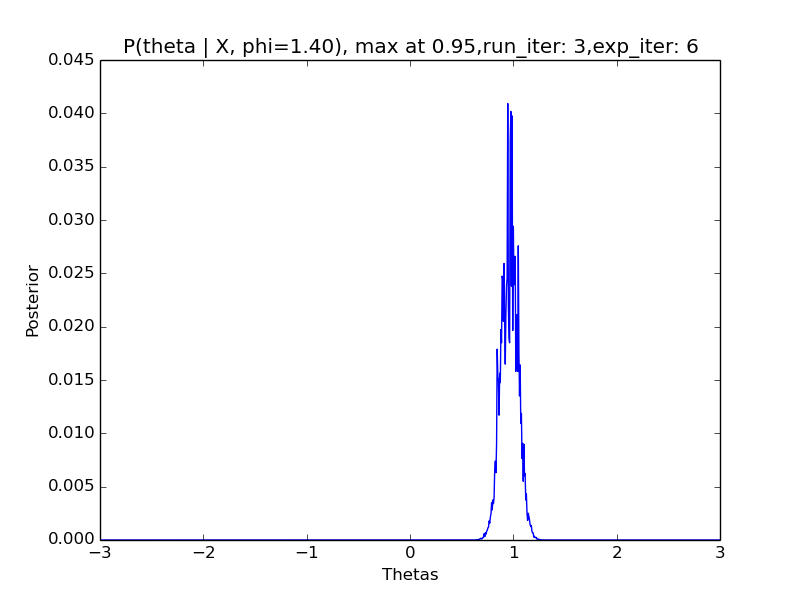 P(theta | X, phi=1.40), max at 0.95,run_iter: 3,exp_iter: 6
0.045
0.040
0.035
0.030
0.025
0.020
0.015
0.010
0.005
0.000
Posterior
−3 −2 −1 0 1 2 3
Thetas